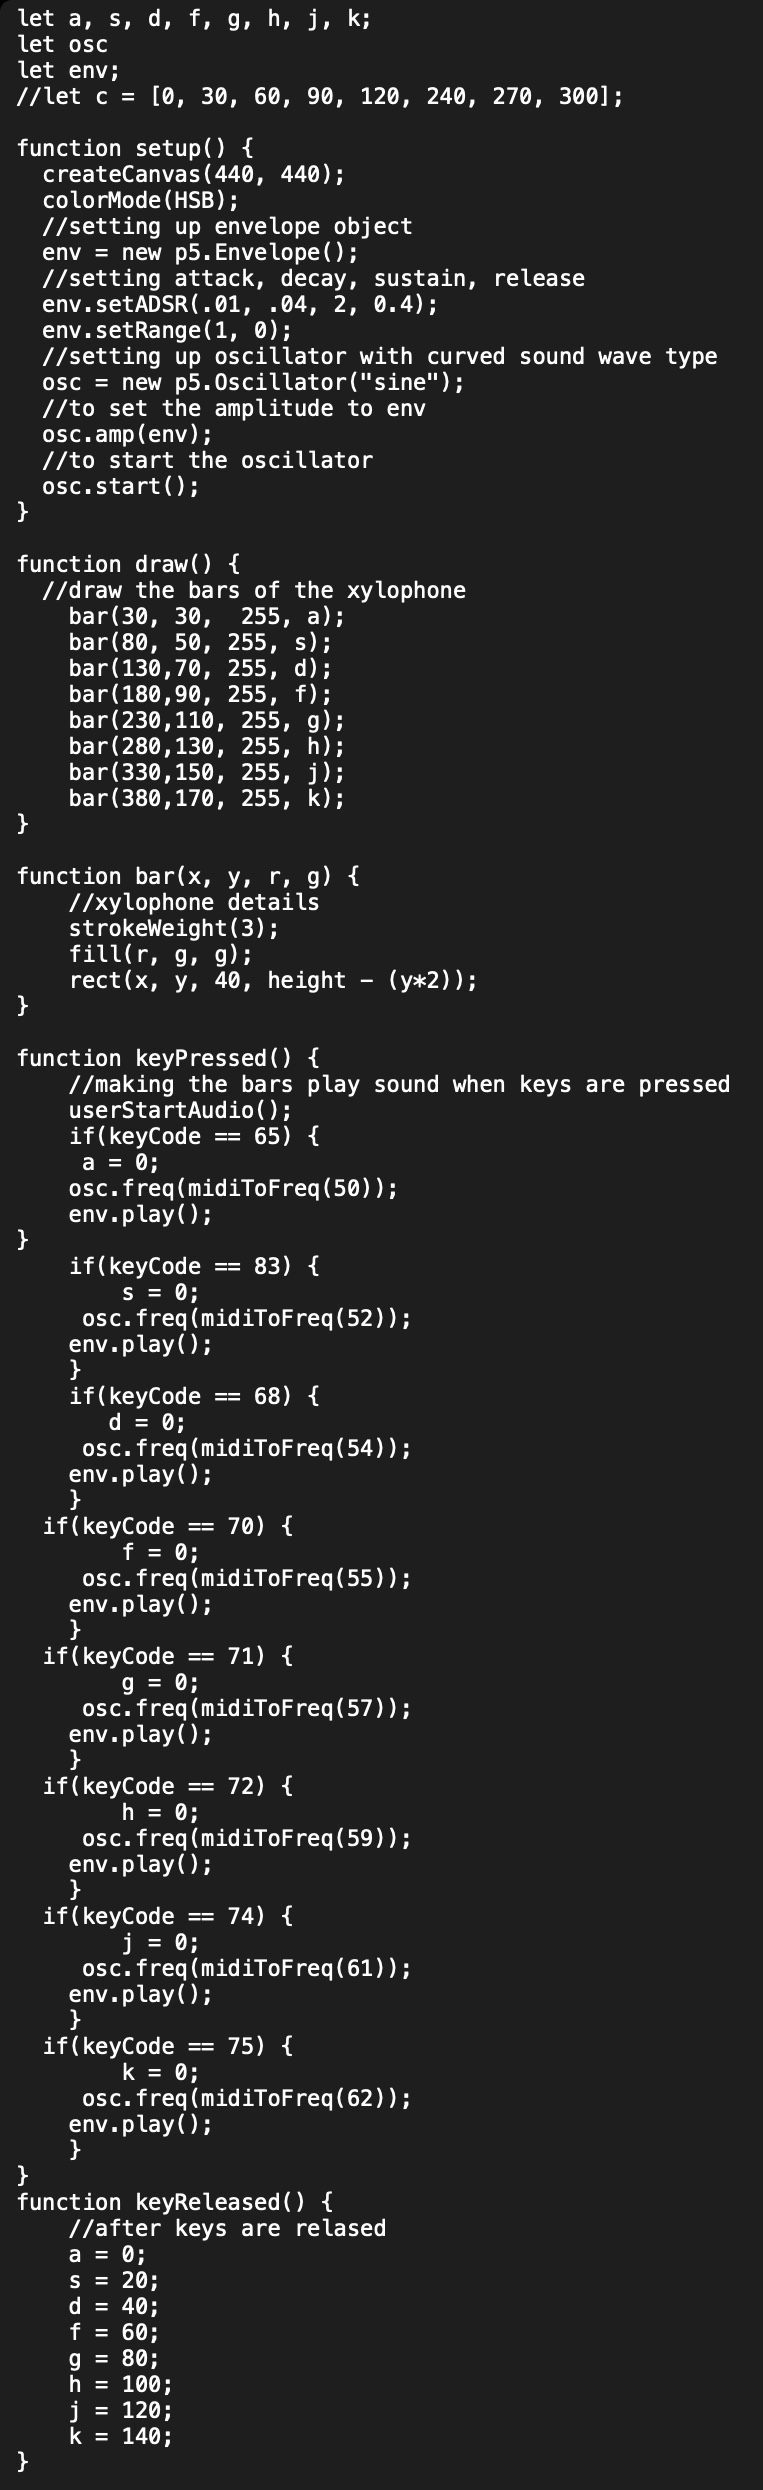 let a, s, d, f, g, h, j, k;
let osc
let env;
//let c = [0, 30, 60, 90, 120, 240, 270, 300];

function setup() {
  createCanvas(440, 440);
  colorMode(HSB);
  //setting up envelope object
  env = new p5.Envelope();
  //setting attack, decay, sustain, release
  env.setADSR(.01, .04, 2, 0.4);
  env.setRange(1, 0);
  //setting up oscillator with curved sound wave type
  osc = new p5.Oscillator("sine");
  //to set the amplitude to env
  osc.amp(env);
  //to start the oscillator
  osc.start();
}

function draw() {
  //draw the bars of the xylophone
    bar(30, 30,  255, a);
    bar(80, 50, 255, s);
    bar(130,70, 255, d);
    bar(180,90, 255, f);
    bar(230,110, 255, g);
    bar(280,130, 255, h);
    bar(330,150, 255, j);
    bar(380,170, 255, k);
}

function bar(x, y, r, g) {
    //xylophone details
    strokeWeight(3);
    fill(r, g, g);
    rect(x, y, 40, height - (y*2));
}

function keyPressed() {
    //making the bars play sound when keys are pressed
    userStartAudio();
    if(keyCode == 65) {
     a = 0;
    osc.freq(midiToFreq(50));
    env.play();
}
    if(keyCode == 83) {
        s = 0;
     osc.freq(midiToFreq(52));
    env.play();
    }
    if(keyCode == 68) {
       d = 0;
     osc.freq(midiToFreq(54));
    env.play();
    }
  if(keyCode == 70) {
        f = 0;
     osc.freq(midiToFreq(55));
    env.play();
    }
  if(keyCode == 71) {
        g = 0;
     osc.freq(midiToFreq(57));
    env.play();
    }
  if(keyCode == 72) {
        h = 0;
     osc.freq(midiToFreq(59));
    env.play();
    }
  if(keyCode == 74) {
        j = 0;
     osc.freq(midiToFreq(61));
    env.play();
    }
  if(keyCode == 75) {
        k = 0;
     osc.freq(midiToFreq(62));
    env.play();
    }
}
function keyReleased() {
    //after keys are relased
    a = 0;
    s = 20;
    d = 40;
    f = 60;
    g = 80;
    h = 100;
    j = 120;
    k = 140;
}